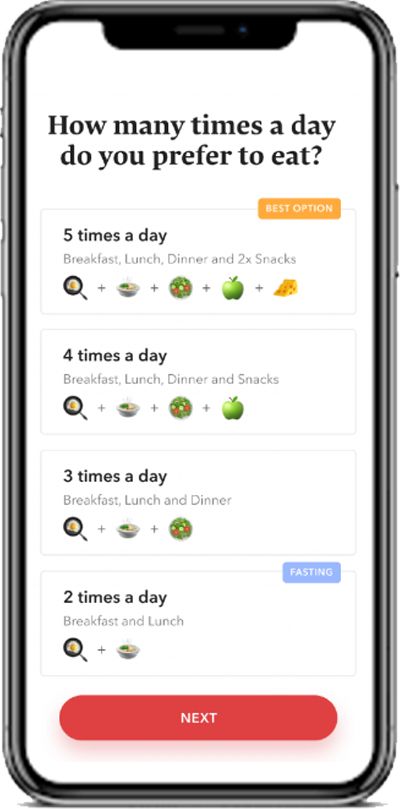 How many times a day
do you prefer to eat?
BEST OPTION
5 times a day
Breakfast, Lunch, Dinner and 2x Snacks
+ + + +
4 times a day
Breakfast, Lunch, Dinner and Snacks
+ + +
3 times a day
Breakfast, Lunch and Dinner
+ +
FASTING
2 times a day
Breakfast and Lunch
+
NEXT